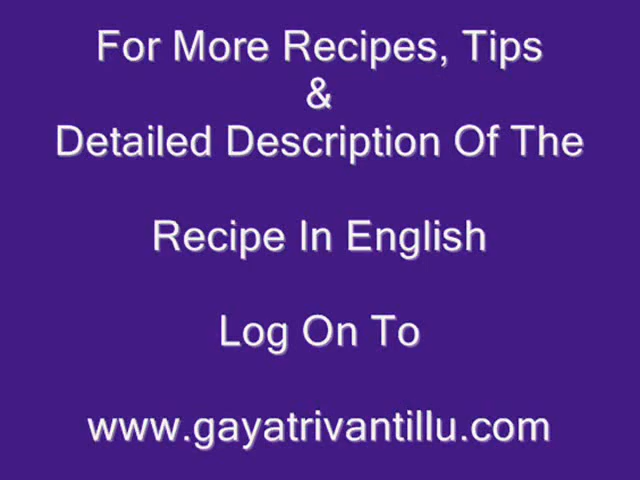 For More Recipes, Tips
&
Detailed Description Of The
Recipe In English
Log On To
www.gayatrivantillu.com